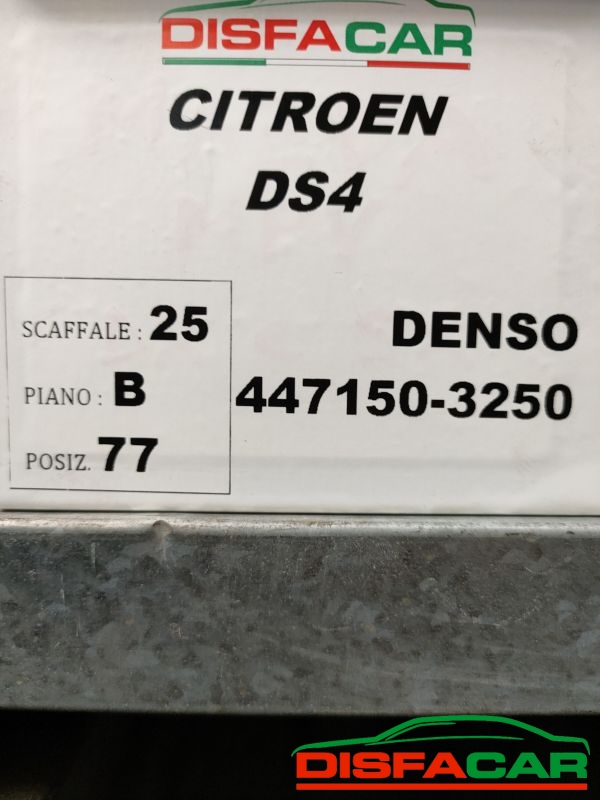 DISFACAR
CITROEN
DS4
SCAFFALE : 25
PIANO : B
POSIZ. 77
DENSO
447150-3250
DISFACAR